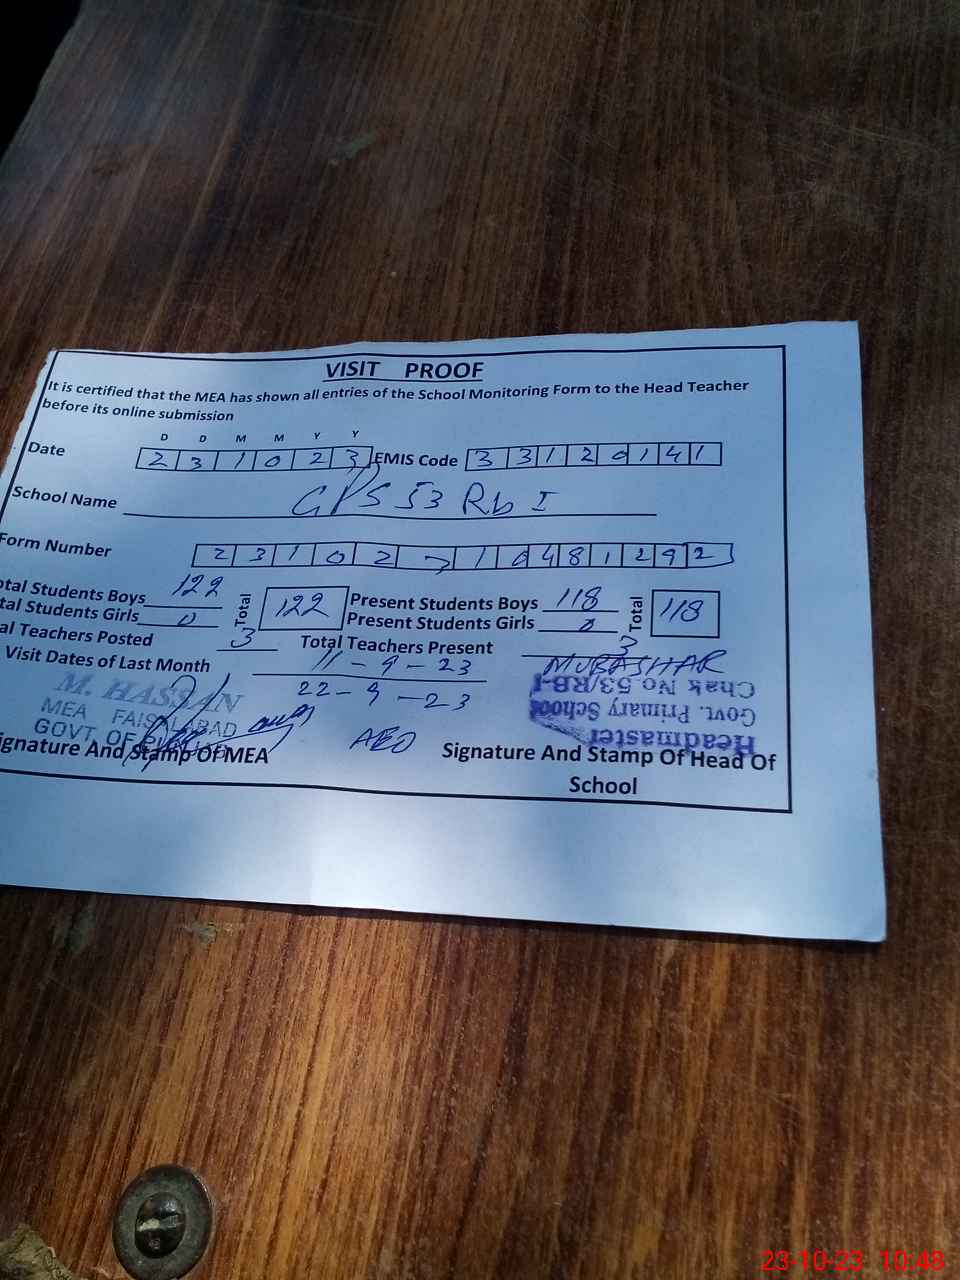 VISIT PROOF
It is certified that the MEA has shown all entries of the School Monitoring Form to the Head Teacher
before its online submission
D D M M Y Y
Date 2 3 1 0 2 3 EMIS Code 3 3 1 2 0 1 4 1
School Name GPS 53 Rb I
Form Number 2 3 1 0 2 7 1 0 4 8 1 2 9 2
otal Students Boys 122 Total 122 Present Students Boys 118 Total 118
tal Students Girls 0 Present Students Girls 0
al Teachers Posted 3 Total Teachers Present 3
Visit Dates of Last Month 11-9-23 MUBASHAR
22-9-23
M. HASSAN
MEA FAISALABAD
GOVT. OF
AEO
Headmaster
Govt. Primary School
Chak No.53/RB-I
ignature And Stamp Of MEA
Signature And Stamp Of Head Of
School
23-10-23 10:48